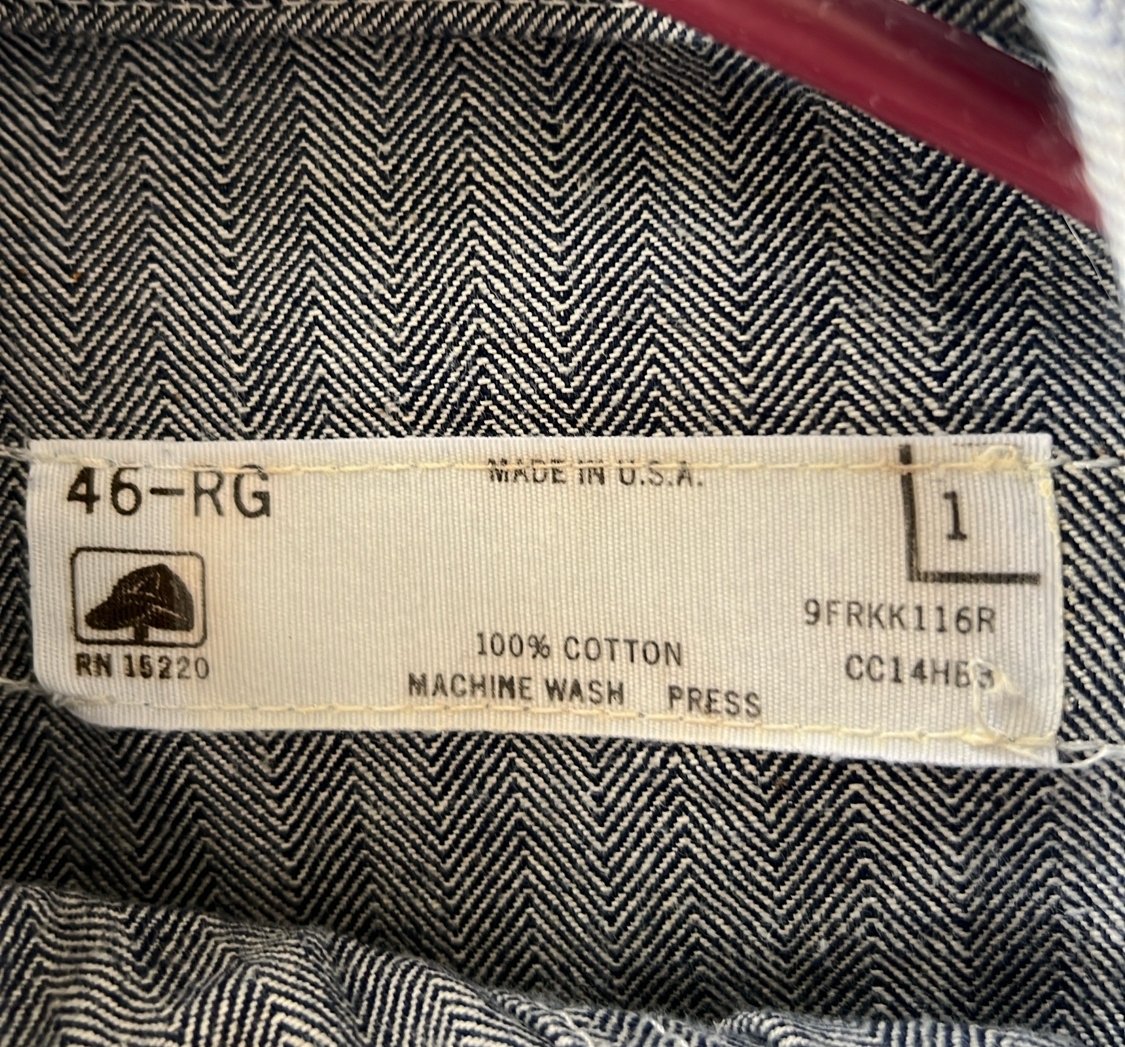 46-RG
MADE IN U.S.A.
1
RN 15220
9FRKK116R
100% COTTON
MACHINE WASH PRESS